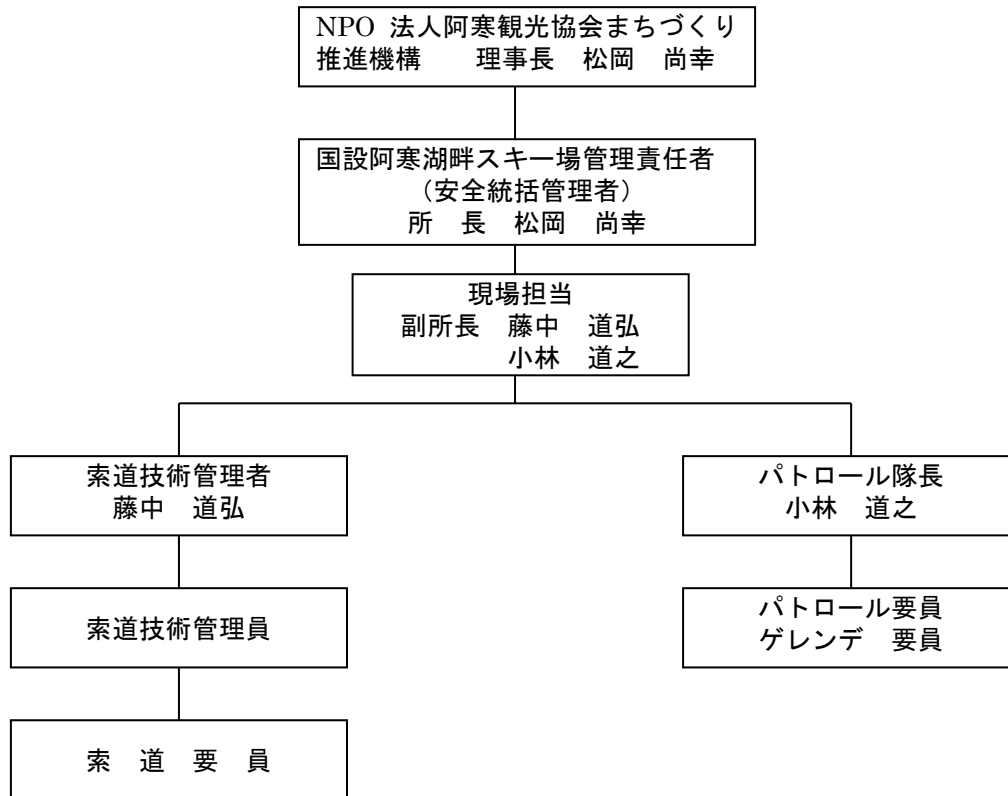 NPO 法人阿寒観光協会まちづくり
推進機構　　理事長　松岡　尚幸
国設阿寒湖畔スキー場管理責任者
（安全統括管理者）
所　長　松岡　尚幸
現場担当
副所長　藤中　道弘
小林　道之
索道技術管理者
藤中　道弘
パトロール隊長
小林　道之
索道技術管理員
パトロール要員
ゲレンデ　要員
索　道　要　員